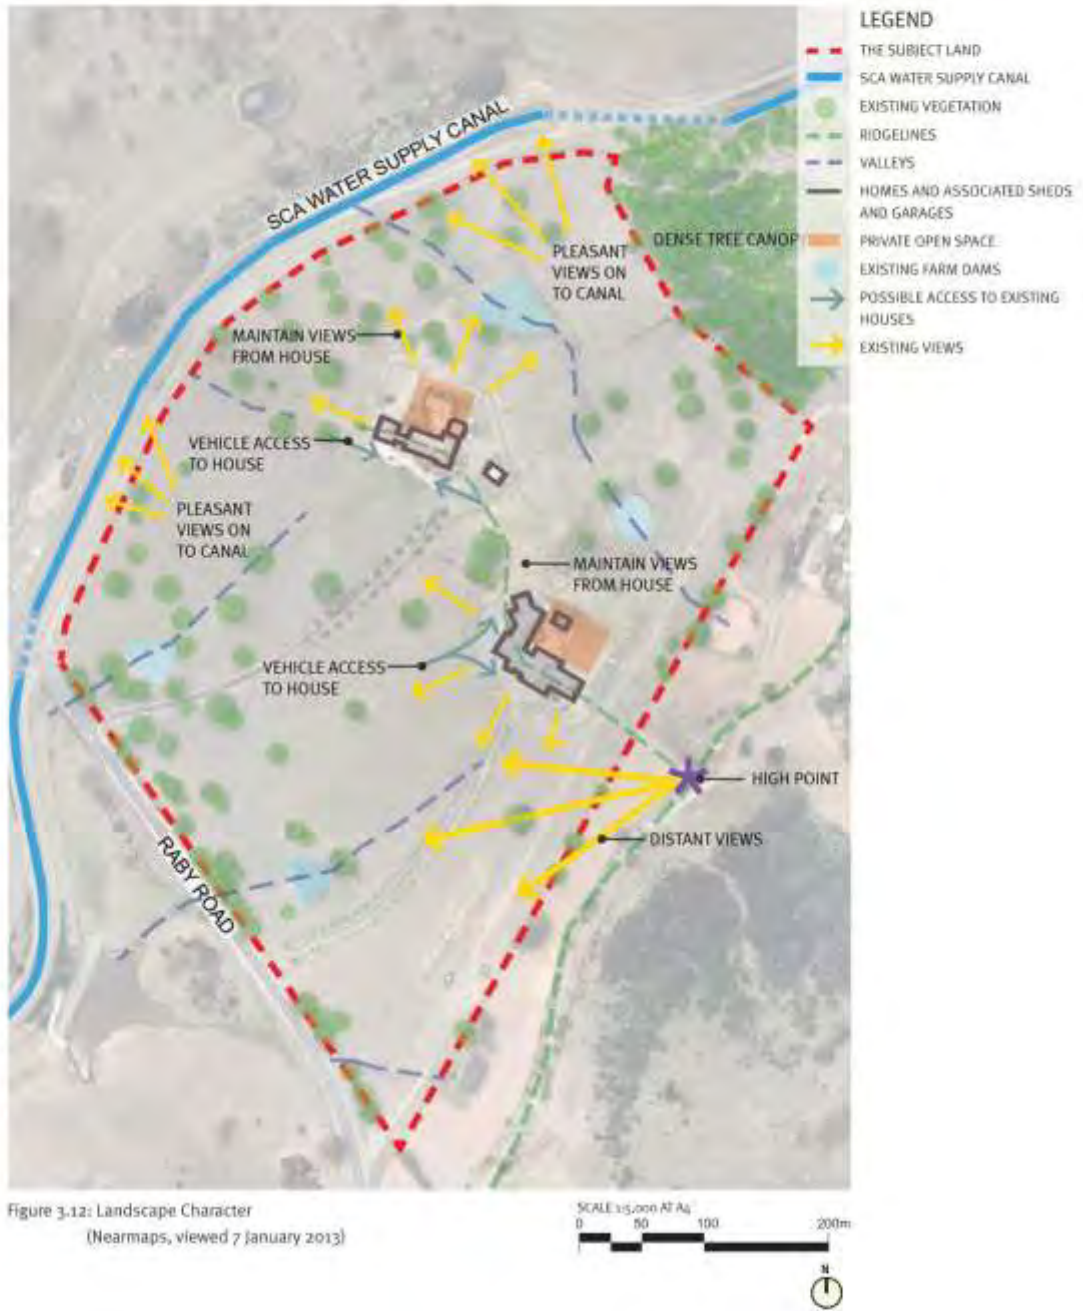 LEGEND
THE SUBJECT LAND
SCA WATER SUPPLY CANAL
EXISTING VEGETATION
RIDGELINES
VALLEYS
HOMES AND ASSOCIATED SHEDS
AND GARAGES
PRIVATE OPEN SPACE
EXISTING FARM DAMS
POSSIBLE ACCESS TO EXISTING
HOUSES
EXISTING VIEWS
SCA WATER SUPPLY CANAL
DENSE TREE CANOP
PLEASANT
VIEWS ON
TO CANAL
MAINTAIN VIEWS
FROM HOUSE
VEHICLE ACCESS
TO HOUSE
PLEASANT
VIEWS ON
TO CANAL
MAINTAIN VIEWS
FROM HOUSE
VEHICLE ACCESS
TO HOUSE
HIGH POINT
DISTANT VIEWS
RABY ROAD
Figure 3.12: Landscape Character
(Nearmaps, viewed 7 January 2013)
SCALE 1:5,000 AT A4
0 50 100 200m
N